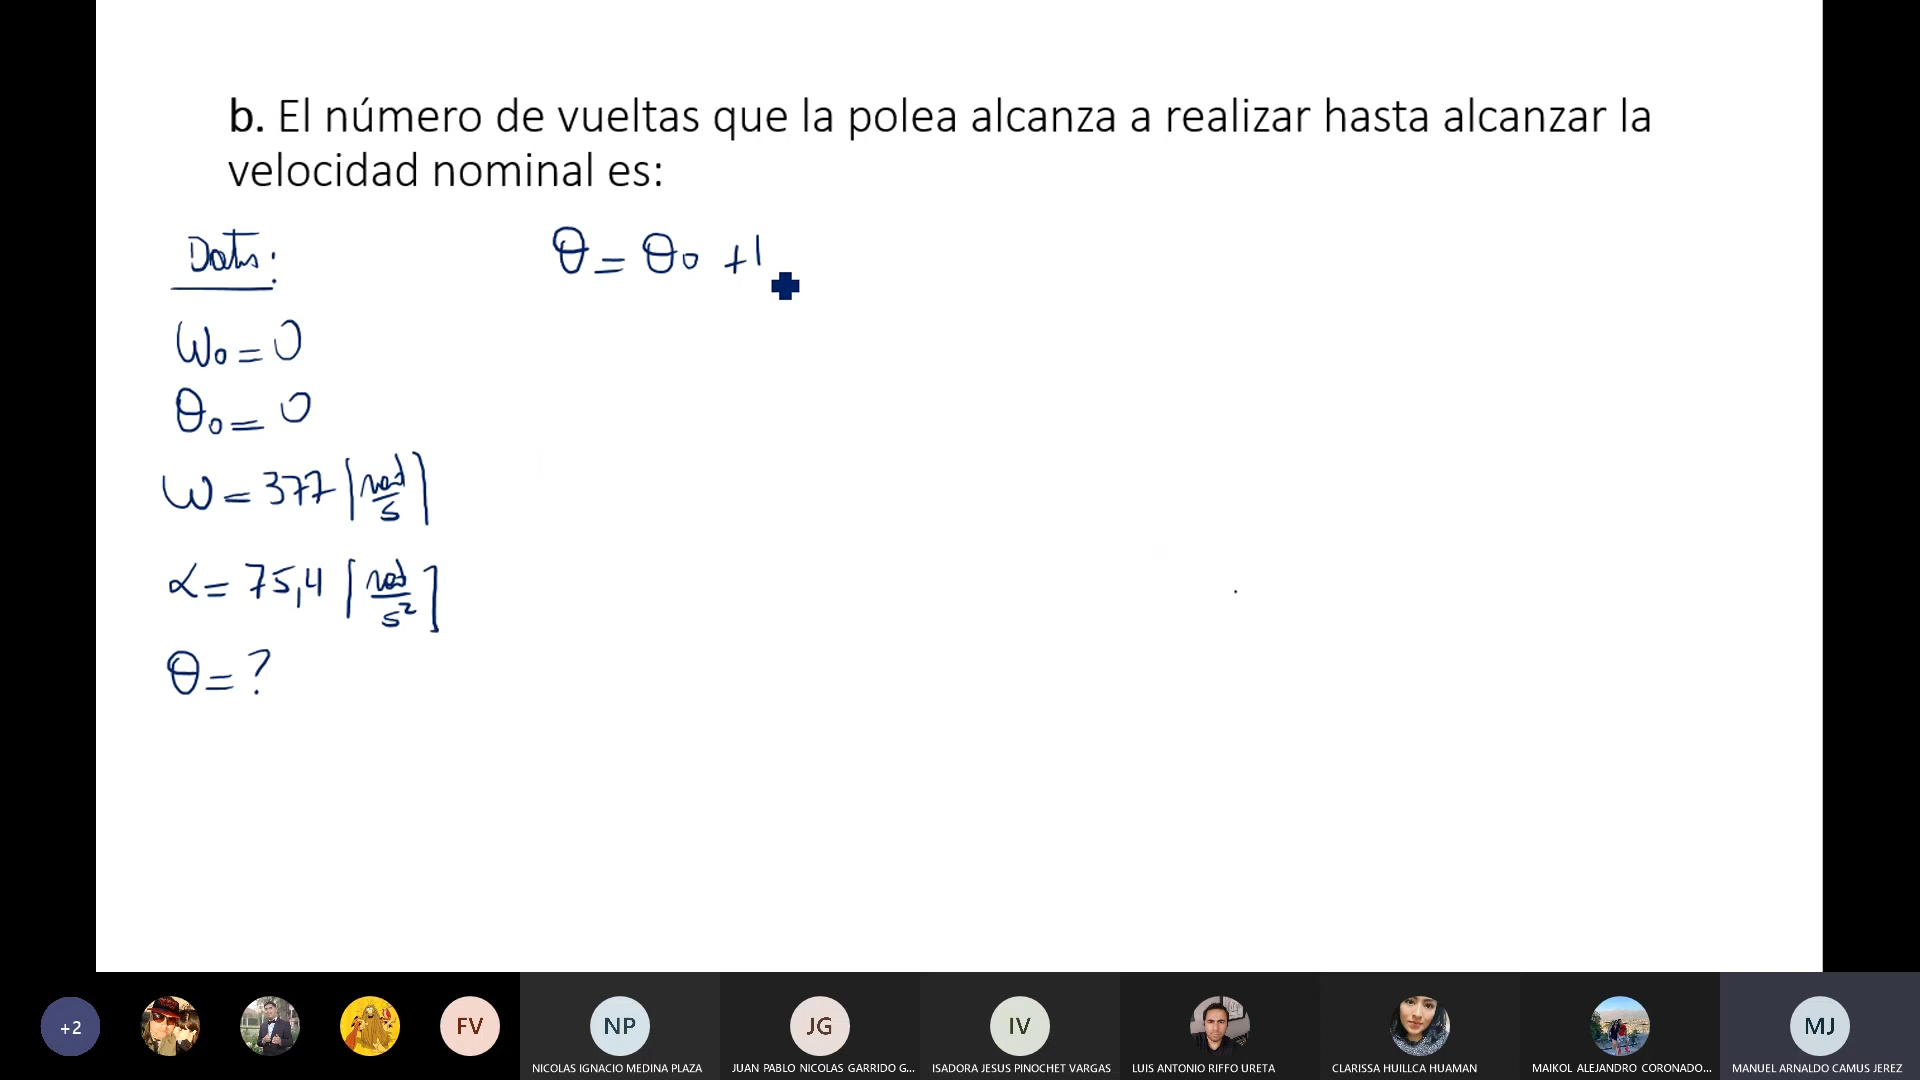 b. El número de vueltas que la polea alcanza a realizar hasta alcanzar la
velocidad nominal es:
Datos:
θ = θ₀ + 1
ω₀ = 0
θ₀ = 0
ω = 377 [rad/s]
α = 75,4 [rad/s²]
θ = ?
+2
FV
NP
JG
IV
MJ
NICOLAS IGNACIO MEDINA PLAZA
JUAN PABLO NICOLAS GARRIDO G...
ISADORA JESUS PINOCHET VARGAS
LUIS ANTONIO RIFFO URETA
CLARISSA HUILLCA HUAMAN
MAIKOL ALEJANDRO CORONADO...
MANUEL ARNALDO CAMUS JEREZ